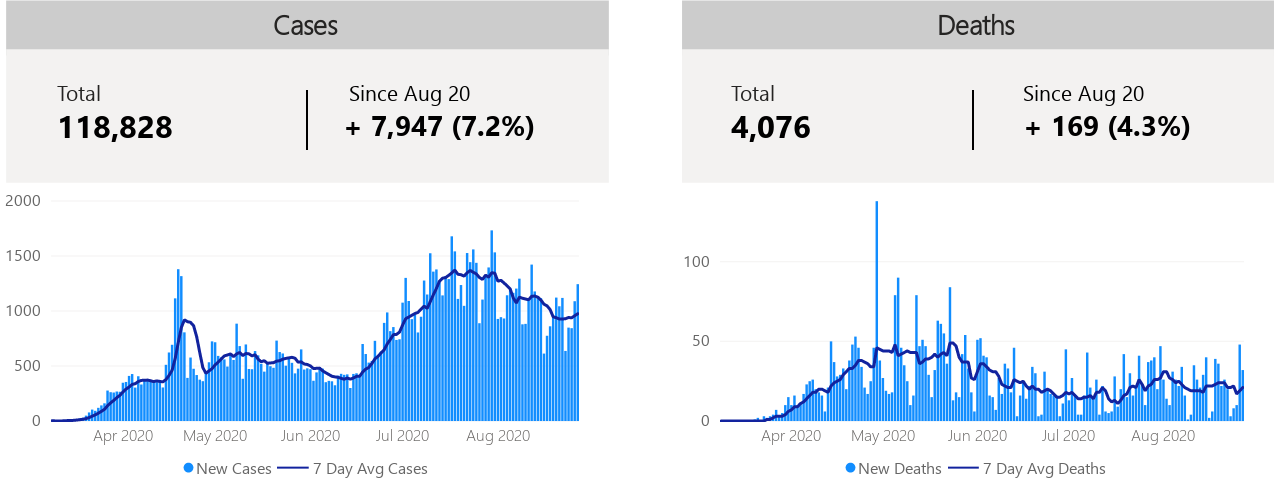 Cases
Total
Since Aug 20
118,828
+ 7,947 (7.2%)
2000
1500
1000
500
0
Apr 2020 May 2020 Jun 2020 Jul 2020 Aug 2020
New Cases 7 Day Avg Cases
Deaths
Total
Since Aug 20
4,076
+ 169 (4.3%)
100
50
0
Apr 2020 May 2020 Jun 2020 Jul 2020 Aug 2020
New Deaths 7 Day Avg Deaths